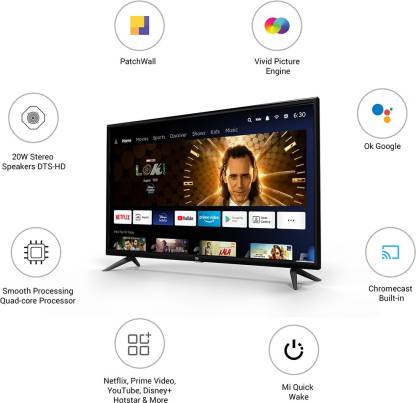 PatchWall
Vivid Picture
Engine
20W Stereo
Speakers DTS-HD
Ok Google
6:30
Home Movies Sports Discover Shows Kids Music
LOKI
NETFLIX
YouTube
prime video
Smooth Processing
Quad-core Processor
Chromecast
Built-in
Netflix, Prime Video,
YouTube, Disney+
Hotstar & More
Mi Quick
Wake